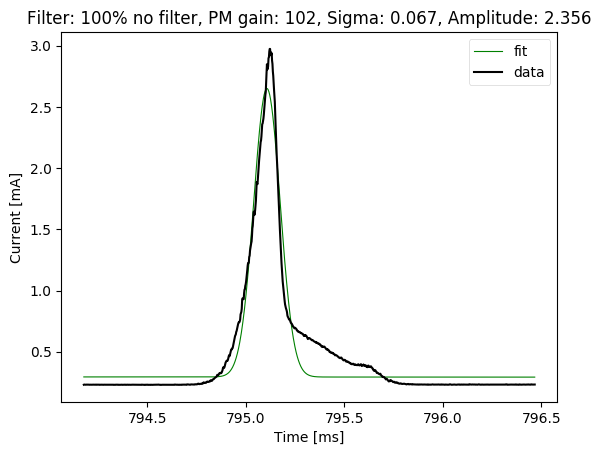 Filter: 100% no filter, PM gain: 102, Sigma: 0.067, Amplitude: 2.356
fit
data
3.0
2.5
2.0
1.5
1.0
0.5
Current [mA]
794.5 795.0 795.5 796.0 796.5
Time [ms]